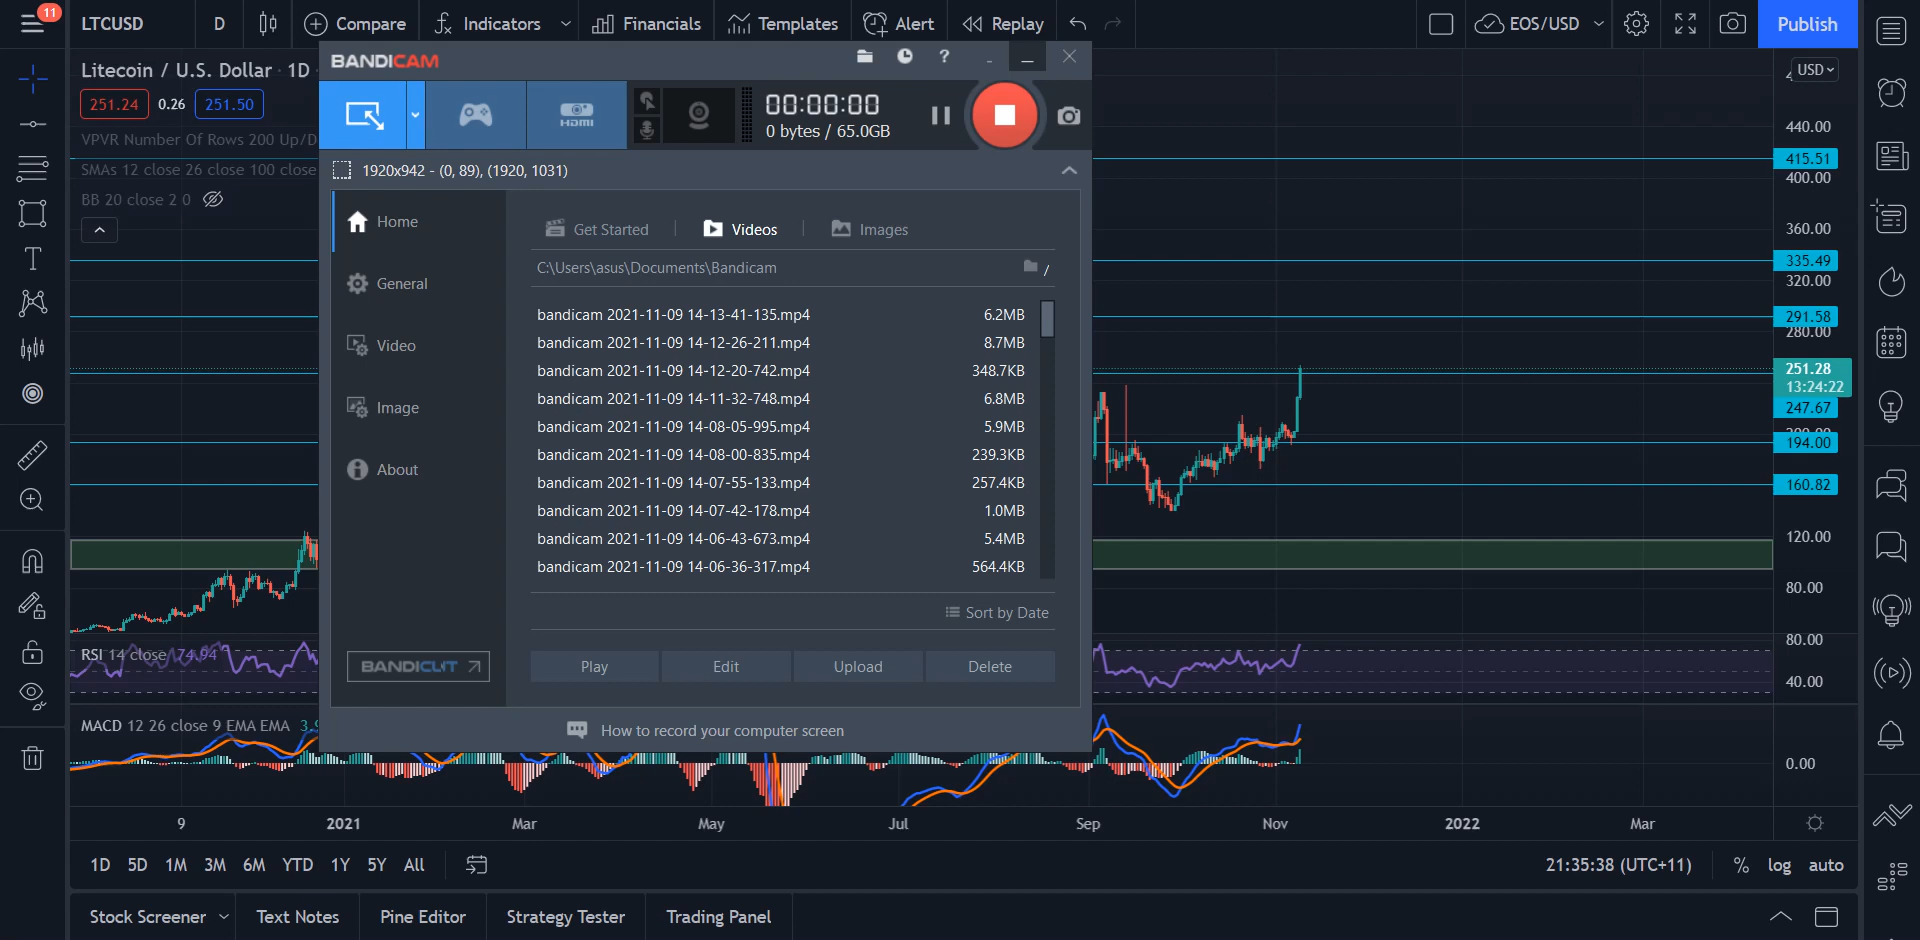 11
LTCUSD
D
Compare
Indicators
Financials
Templates
Alert
Replay
EOS/USD
Publish
Litecoin / U.S. Dollar · 1D
251.24 0.26 251.50
VPVR Number Of Rows 200 Up/D
SMAs 12 close 26 close 100 close
BB 20 close 2 0
BANDICAM
?
HDMI
00:00:00
0 bytes / 65.0GB
1920x942 - (0, 89), (1920, 1031)
Home
General
Video
Image
About
BANDICUT
Get Started
Videos
Images
C:\Users\asus\Documents\Bandicam
/
bandicam 2021-11-09 14-13-41-135.mp4 6.2MB
bandicam 2021-11-09 14-12-26-211.mp4 8.7MB
bandicam 2021-11-09 14-12-20-742.mp4 348.7KB
bandicam 2021-11-09 14-11-32-748.mp4 6.8MB
bandicam 2021-11-09 14-08-05-995.mp4 5.9MB
bandicam 2021-11-09 14-08-00-835.mp4 239.3KB
bandicam 2021-11-09 14-07-55-133.mp4 257.4KB
bandicam 2021-11-09 14-07-42-178.mp4 1.0MB
bandicam 2021-11-09 14-06-43-673.mp4 5.4MB
bandicam 2021-11-09 14-06-36-317.mp4 564.4KB
Sort by Date
Play
Edit
Upload
Delete
How to record your computer screen
USD
440.00
415.51
400.00
360.00
335.49
320.00
291.58
280.00
251.28
13:24:22
247.67
194.00
160.82
120.00
80.00
RSI 14 close 74.94
80.00
40.00
MACD 12 26 close 9 EMA EMA
0.00
9 2021 Mar May Jul Sep Nov 2022 Mar
1D 5D 1M 3M 6M YTD 1Y 5Y All
21:35:38 (UTC+11)
% log auto
Stock Screener
Text Notes
Pine Editor
Strategy Tester
Trading Panel